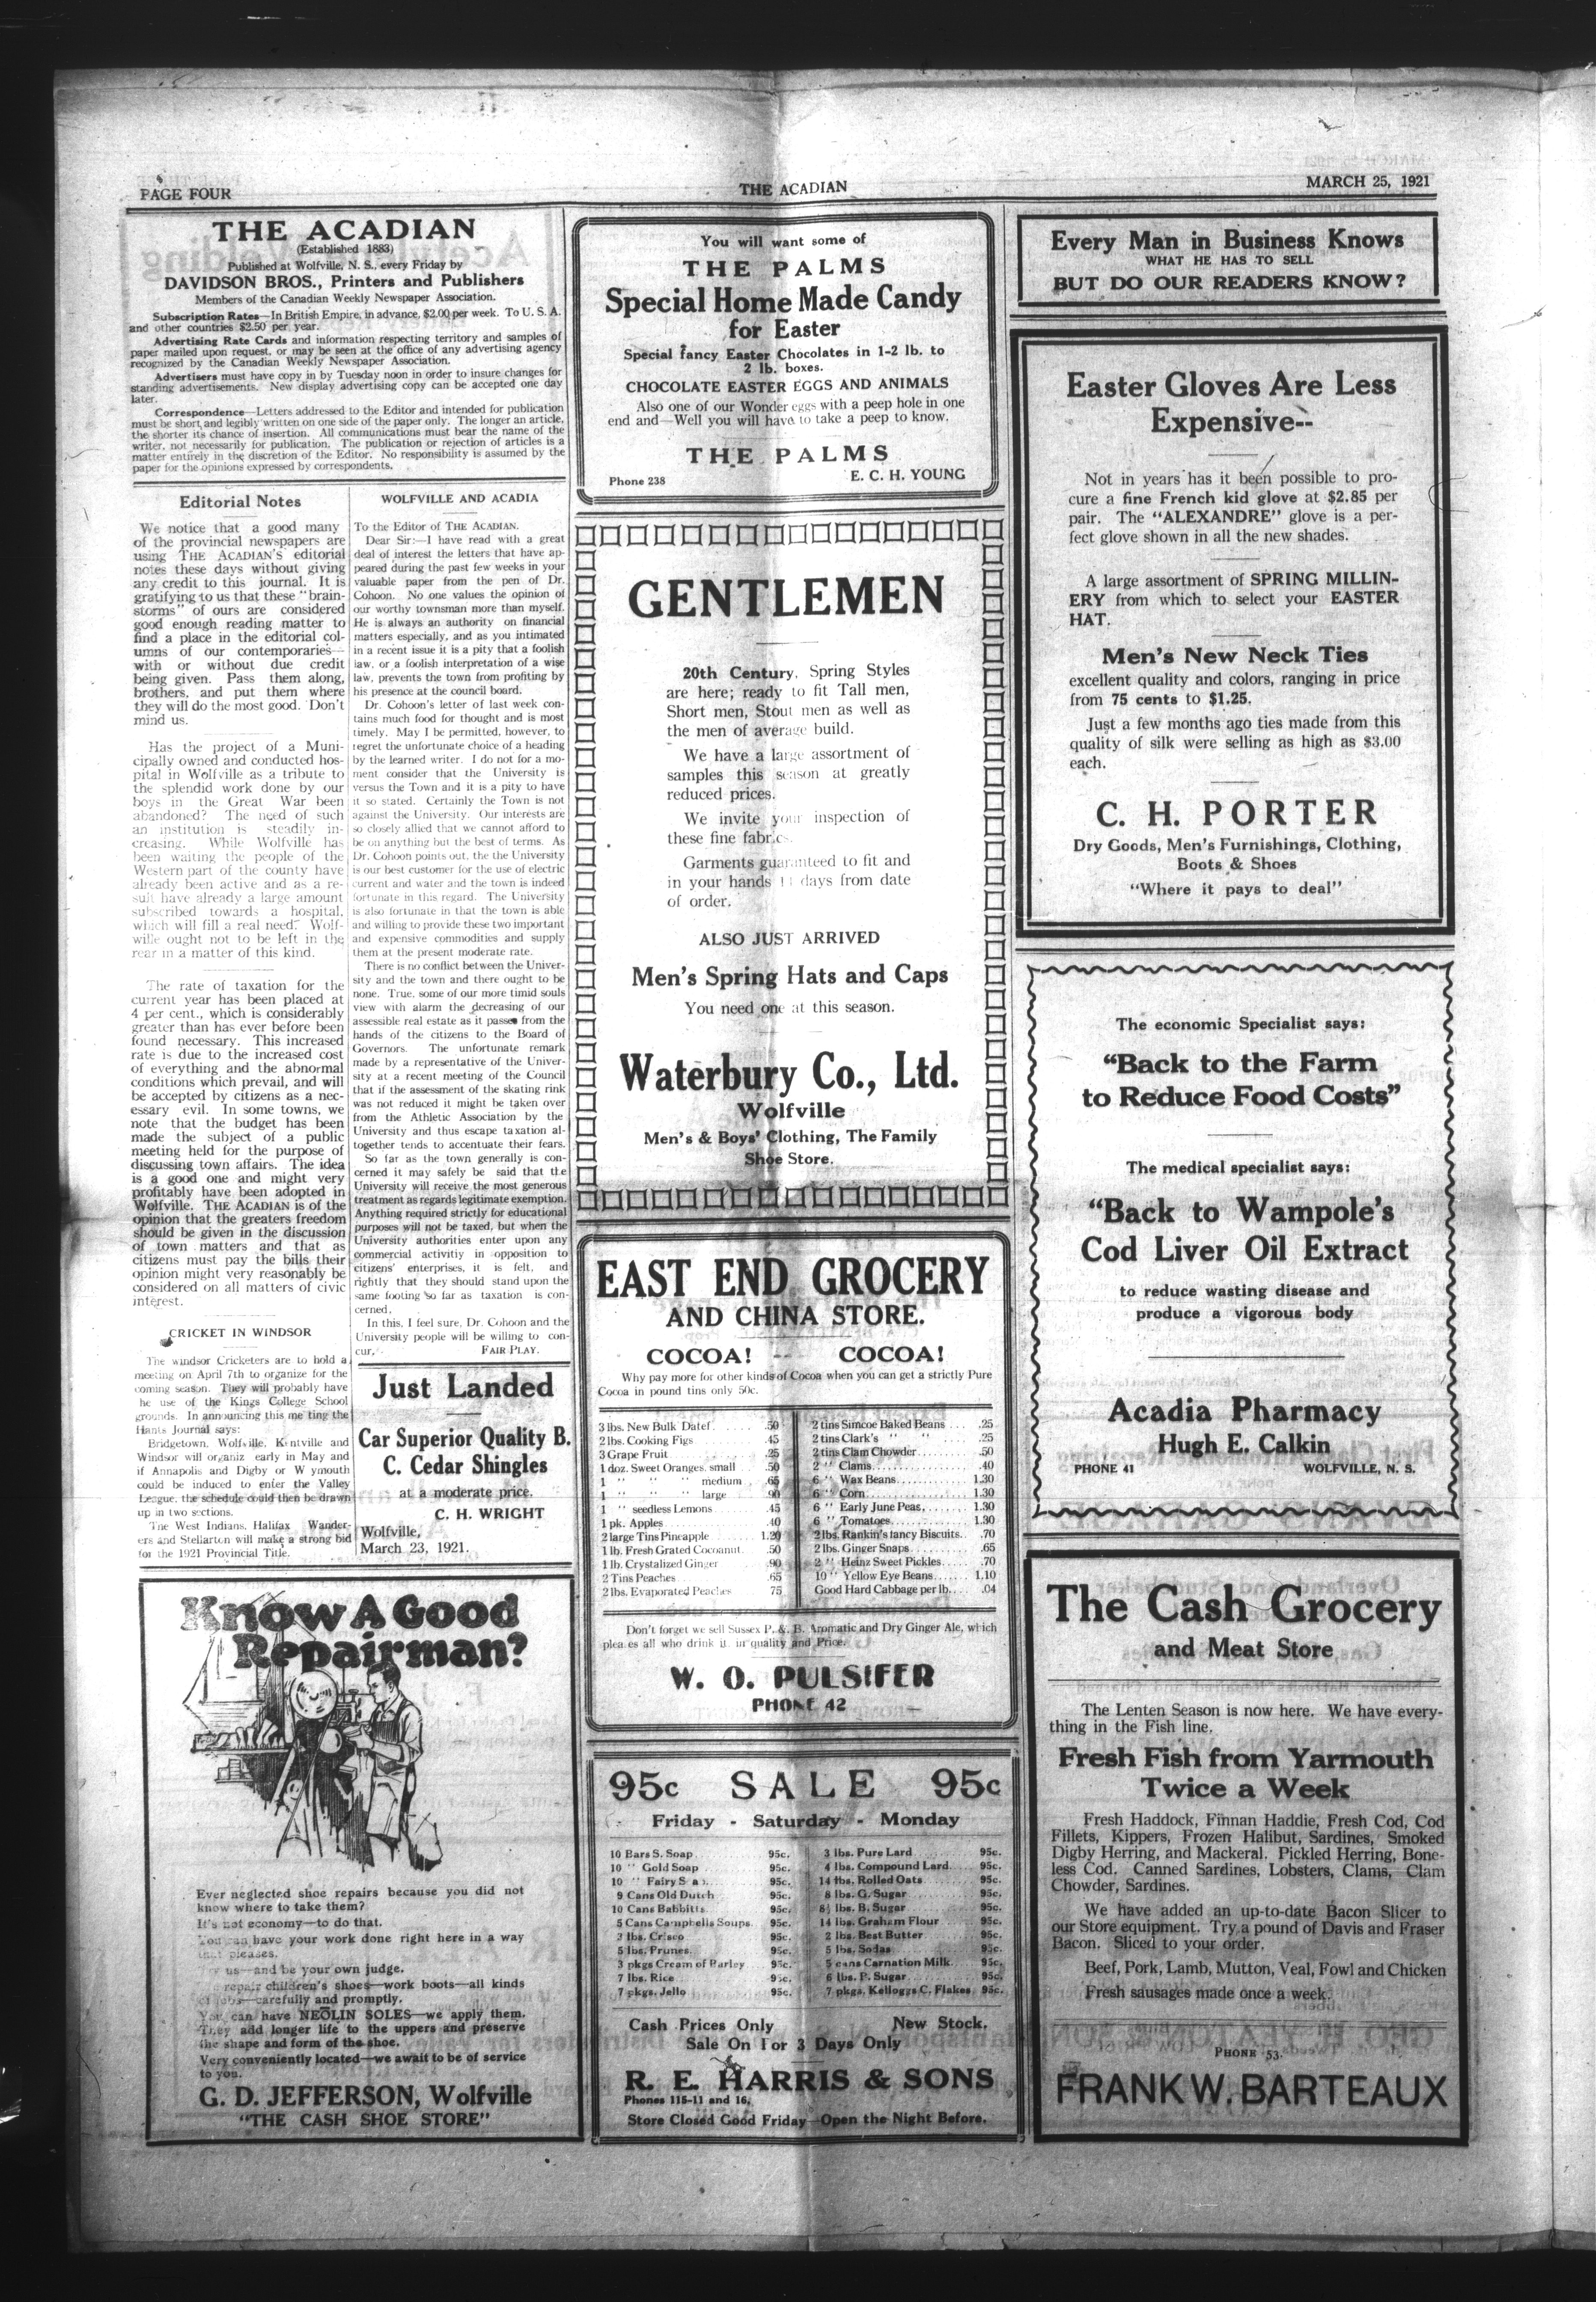 PAGE FOUR
THE ACADIAN
MARCH 25, 1921
THE ACADIAN
(Established 1883)
Published at Wolfville, N. S., every Friday by
DAVIDSON BROS., Printers and Publishers
Members of the Canadian Weekly Newspaper Association.
Subscription Rates—In British Empire, in advance, $2.00 per week. To U. S. A.
and other countries $2.50 per year.
Advertising Rate Cards and information respecting territory and samples of
paper mailed upon request, or may be seen at the office of any advertising agency
recognized by the Canadian Weekly Newspaper Association.
Advertisers must have copy in by Tuesday noon in order to insure changes for
standing advertisements. New display advertising copy can be accepted one day
later.
Correspondence—Letters addressed to the Editor and intended for publication
must be short and legibly written on one side of the paper only. The longer an article,
the shorter its chance of insertion. All communications must bear the name of the
writer, not necessarily for publication. The publication or rejection of articles is a
matter entirely in the discretion of the Editor. No responsibility is assumed by the
paper for the opinions expressed by correspondents.
Editorial Notes
We notice that a good many
of the provincial newspapers are
using THE ACADIAN'S editorial
notes these days without giving
any credit to this journal. It is
gratifying to us that these "brain-
storms" of ours are considered
good enough reading matter to
find a place in the editorial col-
umns of our contemporaries—
with or without due credit
being given. Pass them along,
brothers, and put them where
they will do the most good. Don't
mind us.
Has the project of a Muni-
cipally owned and conducted hos-
pital in Wolfville as a tribute to
the splendid work done by our
boys in the Great War been
abandoned? The need of such
an institution is steadily in-
creasing. While Wolfville has
been waiting the people of the
Western part of the county have
already been active and as a re-
sult have already a large amount
subscribed towards a hospital,
which will fill a real need. Wolf-
ville ought not to be left in the
rear in a matter of this kind.
The rate of taxation for the
current year has been placed at
4 per cent., which is considerably
greater than has ever before been
found necessary. This increased
rate is due to the increased cost
of everything and the abnormal
conditions which prevail, and will
be accepted by citizens as a nec-
essary evil. In some towns, we
note that the budget has been
made the subject of a public
meeting held for the purpose of
discussing town affairs. The idea
is a good one and might very
profitably have been adopted in
Wolfville. THE ACADIAN is of the
opinion that the greaters freedom
should be given in the discussion
of town matters and that as
citizens must pay the bills their
opinion might very reasonably be
considered on all matters of civic
interest.
CRICKET IN WINDSOR
The windsor Cricketers are to hold a
meeting on April 7th to organize for the
coming season. They will probably have
he use of the Kings College School
grounds. In announcing this me ting the
Hants Journal says:
Bridgetown, Wolfville, Kentville and
Windsor will organiz early in May and
if Annapolis and Digby or W ymouth
could be induced to enter the Valley
League, the schedule could then be drawn
up in two sections.
The West Indians, Halifax Wander-
ers and Stellarton will make a strong bid
for the 1921 Provincial Title.
WOLFVILLE AND ACADIA
To the Editor of THE ACADIAN.
Dear Sir:—I have read with a great
deal of interest the letters that have ap-
peared during the past few weeks in your
valuable paper from the pen of Dr.
Cohoon. No one values the opinion of
our worthy townsman more than myself.
He is always an authority on financial
matters especially, and as you intimated
in a recent issue it is a pity that a foolish
law, or a foolish interpretation of a wise
law, prevents the town from profiting by
his presence at the council board.
Dr. Cohoon's letter of last week con-
tains much food for thought and is most
timely. May I be permitted, however, to
regret the unfortunate choice of a heading
by the learned writer. I do not for a mo-
ment consider that the University is
versus the Town and it is a pity to have
it so stated. Certainly the Town is not
against the University. Our interests are
so closely allied that we cannot afford to
be on anything but the best of terms. As
Dr. Cohoon points out, the the University
is our best customer for the use of electric
current and water and the town is indeed
fortunate in this regard. The University
is also fortunate in that the town is able
and willing to provide these two important
and expensive commodities and supply
them at the present moderate rate.
There is no conflict between the Univer-
sity and the town and there ought to be
none. True, some of our more timid souls
view with alarm the decreasing of our
assessible real estate as it passes from the
hands of the citizens to the Board of
Governors. The unfortunate remark
made by a representative of the Univer-
sity at a recent meeting of the Council
that if the assessment of the skating rink
was not reduced it might be taken over
from the Athletic Association by the
University and thus escape taxation al-
together tends to accentuate their fears.
So far as the town generally is con-
cerned it may safely be said that the
University will receive the most generous
treatment as regards legitimate exemption.
Anything required strictly for educational
purposes will not be taxed, but when the
University authorities enter upon any
commercial activitiy in opposition to
citizens' enterprises, it is felt, and
rightly that they should stand upon the
same footing so far as taxation is con-
cerned.
In this, I feel sure, Dr. Cohoon and the
University people will be willing to con-
cur. FAIR PLAY.
Just Landed
Car Superior Quality B.
C. Cedar Shingles
at a moderate price.
C. H. WRIGHT
Wolfville,
March 23, 1921.
Know A Good
Repairman?
Ever neglected shoe repairs because you did not
know where to take them?
It's not economy—to do that.
You can have your work done right here in a way
that pleases.
us—and be your own judge.
repair children's shoes—work boots—all kinds
of jobs—carefully and promptly.
You can have NEŌLIN SOLES—we apply them.
They add longer life to the uppers and preserve
the shape and form of the shoe.
Very conveniently located—we await to be of service
to you.
G. D. JEFFERSON, Wolfville
"THE CASH SHOE STORE"
You will want some of
THE PALMS
Special Home Made Candy
for Easter
Special fancy Easter Chocolates in 1-2 lb. to
2 lb. boxes.
CHOCOLATE EASTER EGGS AND ANIMALS
Also one of our Wonder eggs with a peep hole in one
end and—Well you will have to take a peep to know.
THE PALMS
Phone 238
E. C. H. YOUNG
GENTLEMEN
20th Century, Spring Styles
are here; ready to fit Tall men,
Short men, Stout men as well as
the men of average build.
We have a large assortment of
samples this season at greatly
reduced prices.
We invite your inspection of
these fine fabrics.
Garments guaranteed to fit and
in your hands days from date
of order.
ALSO JUST ARRIVED
Men's Spring Hats and Caps
You need one at this season.
Waterbury Co., Ltd.
Wolfville
Men's & Boys' Clothing, The Family
Shoe Store.
EAST END GROCERY
AND CHINA STORE.
COCOA! -- COCOA!
Why pay more for other kinds of Cocoa when you can get a strictly Pure
Cocoa in pound tins only 50c.
3 lbs. New Bulk Datef .50
2 lbs. Cooking Figs .45
3 Grape Fruit .25
1 doz. Sweet Oranges, small .50
1 " " " medium .65
1 " " " large .90
1 " seedless Lemons .45
1 pk. Apples .40
2 large Tins Pineapple 1.20
1 lb. Fresh Grated Cocoanut .50
1 lb. Crystalized Ginger .90
2 Tins Peaches .65
2 lbs. Evaporated Peaches 75
2 tins Simcoe Baked Beans .25
2 tins Clark's " " .25
2 tins Clam Chowder .50
2 " Clams .40
6 " Wax Beans 1.30
6 " Corn 1.30
6 " Early June Peas 1.30
6 " Tomatoes 1.30
2 lbs. Rankin's fancy Biscuits .70
2 lbs. Ginger Snaps .65
2 " Heinz Sweet Pickles .70
10 " Yellow Eye Beans 1.10
Good Hard Cabbage per lb. .04
Don't forget we sell Sussex P. & B. Aromatic and Dry Ginger Ale, which
pleases all who drink it in quality and Price.
W. O. PULSIFER
PHONE 42
95c SALE 95c
Friday - Saturday - Monday
10 Bars S. Soap 95c.
10 " Gold Soap 95c.
10 " Fairy 95c.
9 Cans Old Dutch 95c.
10 Cans Babbitts 95c.
5 Cans Campbells Soups 95c.
3 lbs. Crisco 95c.
5 lbs. Prunes 95c.
3 pkgs Cream of Barley 95c.
7 lbs. Rice 95c.
7 pkgs. Jello 95c.
3 lbs. Pure Lard 95c.
4 lbs. Compound Lard 95c.
14 lbs. Rolled Oats 95c.
8 lbs. G. Sugar 95c.
8½ lbs. B. Sugar 95c.
14 lbs. Graham Flour 95c.
2 lbs. Best Butter 95c.
5 lbs. Sodas 95c.
5 cans Carnation Milk 95c.
6 lbs. P. Sugar 95c.
7 pkgs. Kelloggs C. Flakes 95c.
Cash Prices Only New Stock.
Sale On for 3 Days Only
R. E. HARRIS & SONS
Phones 115-11 and 16.
Store Closed Good Friday—Open the Night Before.
Every Man in Business Knows
WHAT HE HAS TO SELL
BUT DO OUR READERS KNOW?
Easter Gloves Are Less
Expensive--
Not in years has it been possible to pro-
cure a fine French kid glove at $2.85 per
pair. The "ALEXANDRE" glove is a per-
fect glove shown in all the new shades.
A large assortment of SPRING MILLIN-
ERY from which to select your EASTER
HAT.
Men's New Neck Ties
excellent quality and colors, ranging in price
from 75 cents to $1.25.
Just a few months ago ties made from this
quality of silk were selling as high as $3.00
each.
C. H. PORTER
Dry Goods, Men's Furnishings, Clothing,
Boots & Shoes
"Where it pays to deal"
The economic Specialist says:
"Back to the Farm
to Reduce Food Costs"
The medical specialist says:
"Back to Wampole's
Cod Liver Oil Extract
to reduce wasting disease and
produce a vigorous body
Acadia Pharmacy
Hugh E. Calkin
PHONE 41
WOLFVILLE, N. S.
The Cash Grocery
and Meat Store
The Lenten Season is now here. We have every-
thing in the Fish line.
Fresh Fish from Yarmouth
Twice a Week
Fresh Haddock, Finnan Haddie, Fresh Cod, Cod
Fillets, Kippers, Frozen Halibut, Sardines, Smoked
Digby Herring, and Mackeral. Pickled Herring, Bone-
less Cod. Canned Sardines, Lobsters, Clams, Clam
Chowder, Sardines.
We have added an up-to-date Bacon Slicer to
our Store equipment. Try a pound of Davis and Fraser
Bacon. Sliced to your order.
Beef, Pork, Lamb, Mutton, Veal, Fowl and Chicken
Fresh sausages made once a week.
PHONE 53.
FRANK W. BARTEAUX